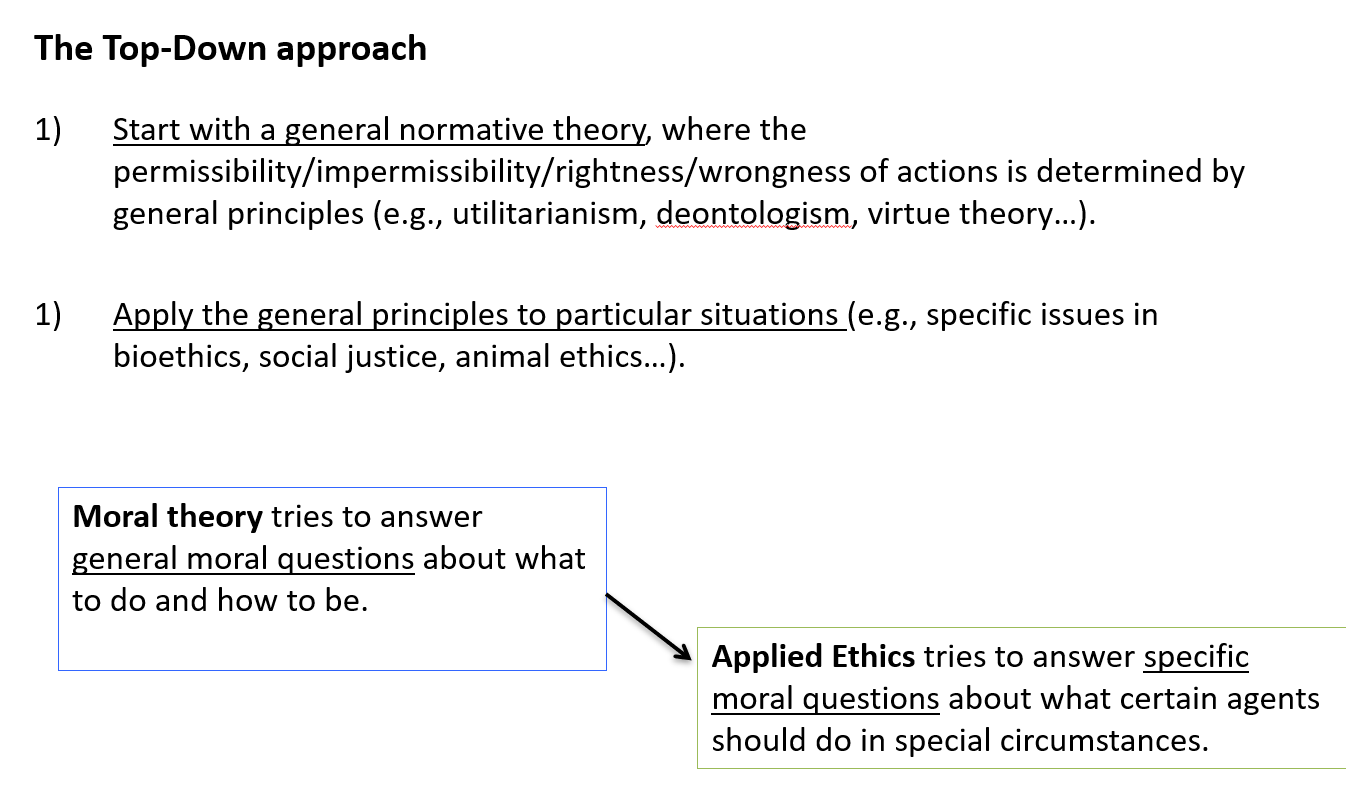 The Top-Down approach
1) Start with a general normative theory, where the
permissibility/impermissibility/rightness/wrongness of actions is determined by
general principles (e.g., utilitarianism, deontologism, virtue theory…).
1) Apply the general principles to particular situations (e.g., specific issues in
bioethics, social justice, animal ethics…).
Moral theory tries to answer
general moral questions about what
to do and how to be.
Applied Ethics tries to answer specific
moral questions about what certain agents
should do in special circumstances.